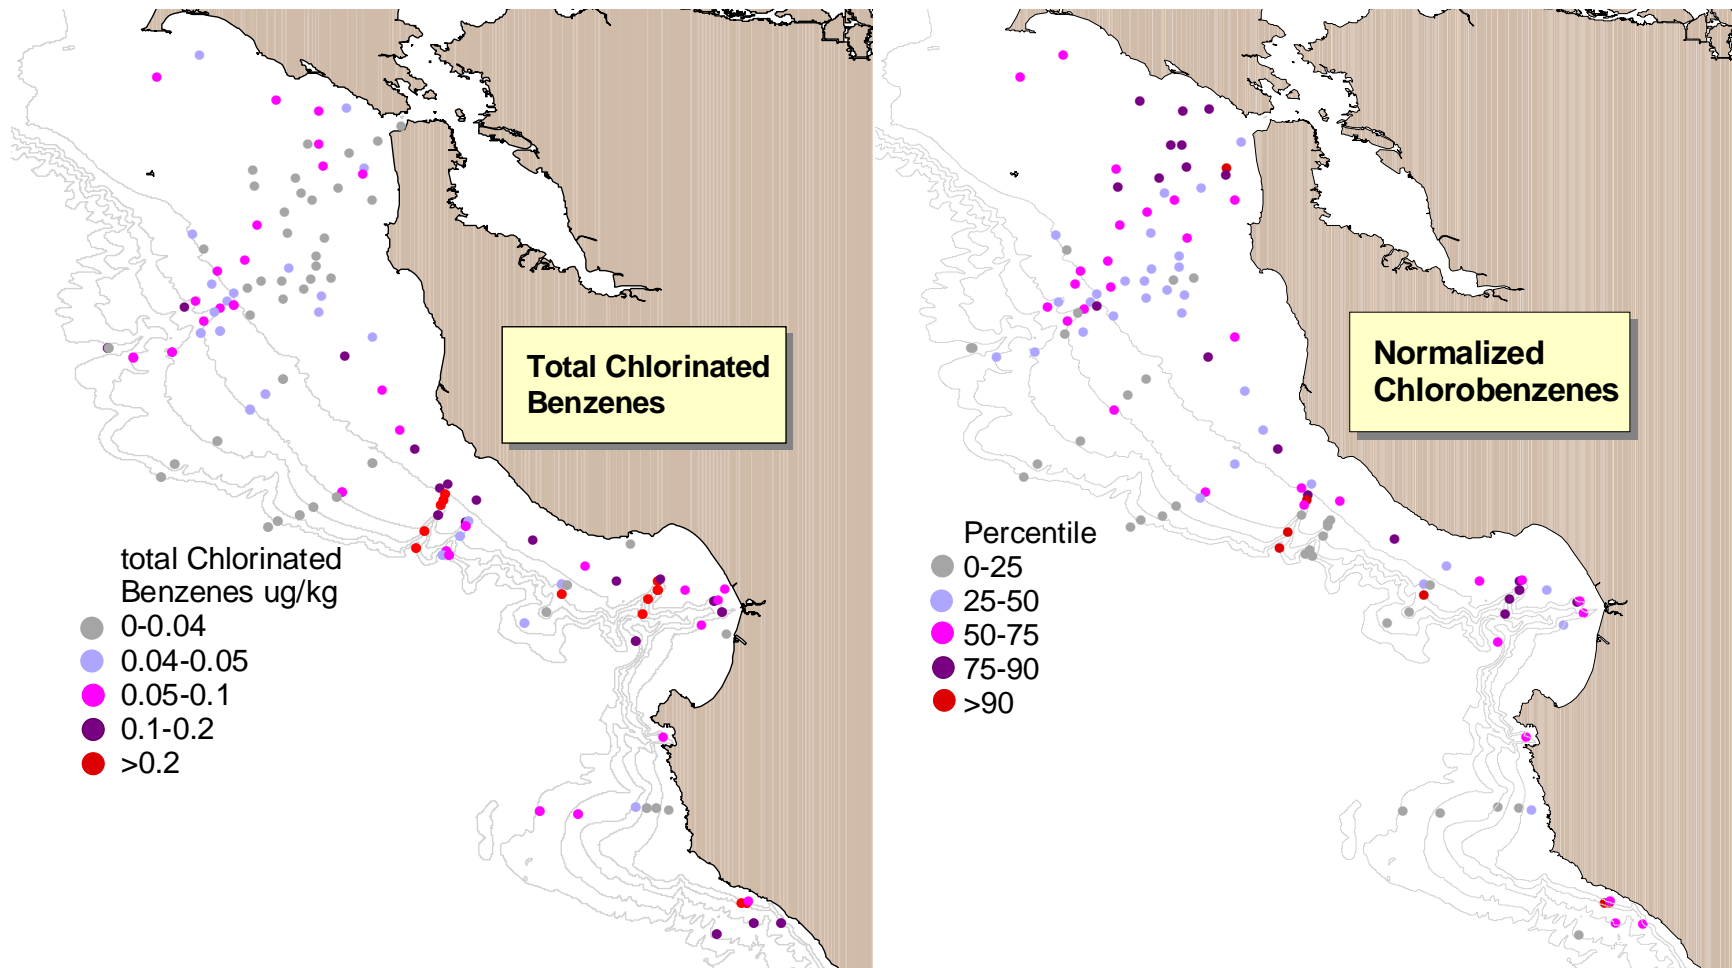 Total Chlorinated
Benzenes
total Chlorinated
Benzenes ug/kg
0-0.04
0.04-0.05
0.05-0.1
0.1-0.2
>0.2
Normalized
Chlorobenzenes
Percentile
0-25
25-50
50-75
75-90
>90